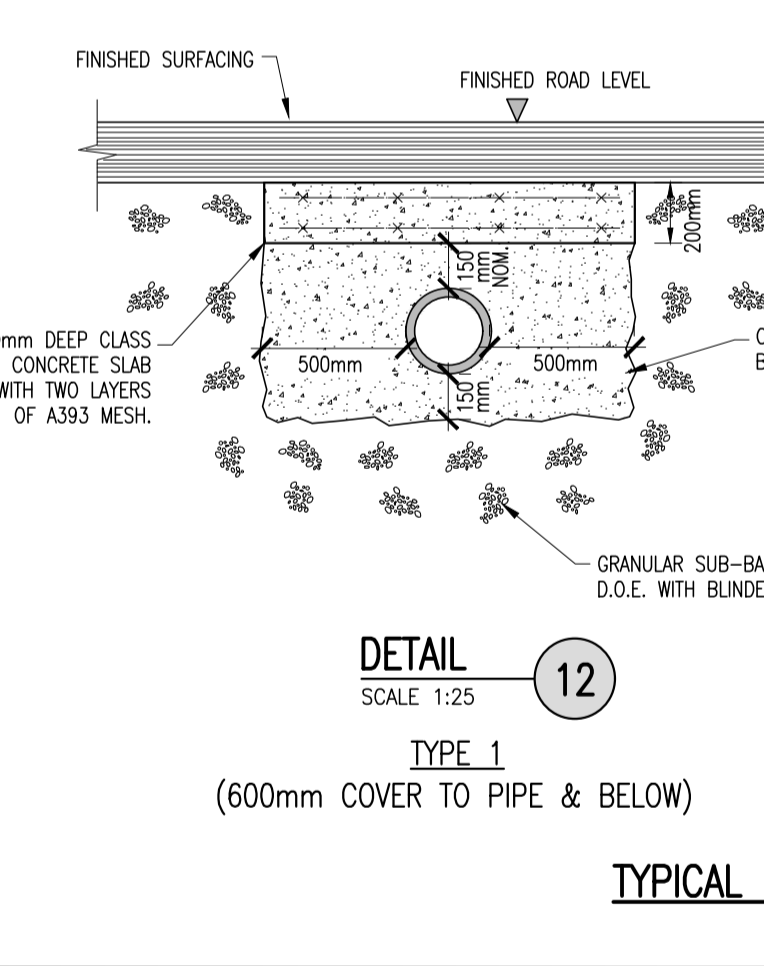 FINISHED SURFACING
FINISHED ROAD LEVEL
200mm
150
mm
NOM.
mm DEEP CLASS
CONCRETE SLAB
WITH TWO LAYERS
OF A393 MESH.
500mm
500mm
150
mm
GRANULAR SUB-BA
D.O.E. WITH BLINDE
DETAIL
12
SCALE 1:25
TYPE 1
(600mm COVER TO PIPE & BELOW)
TYPICAL